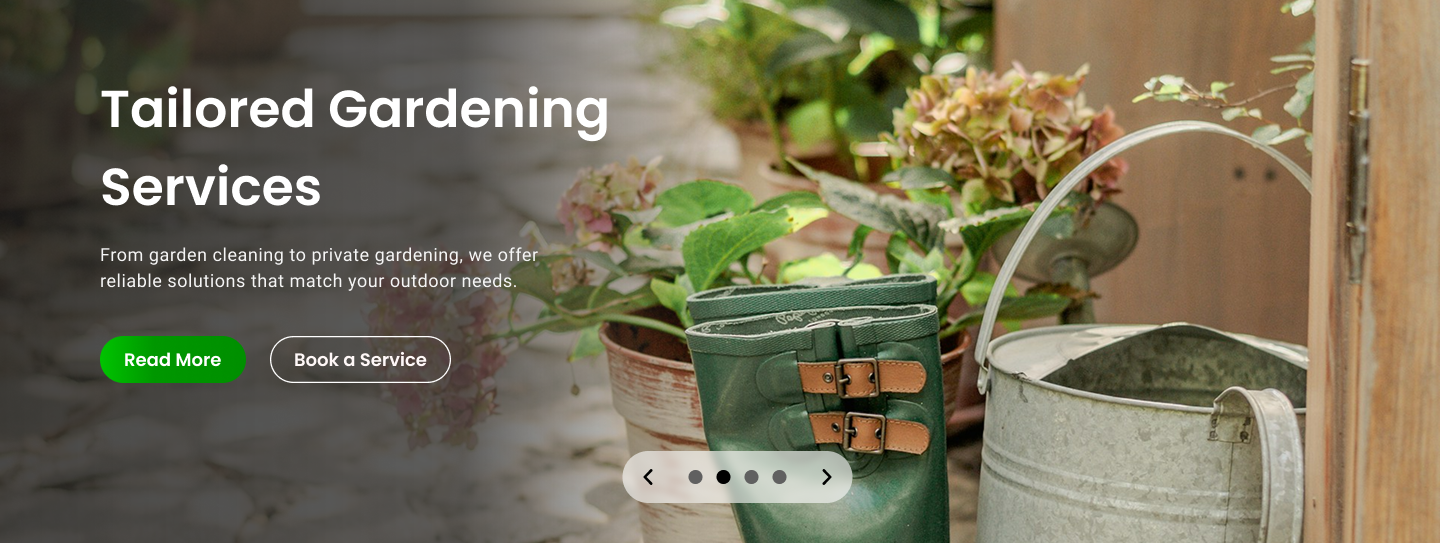 Tailored Gardening
Services
From garden cleaning to private gardening, we offer
reliable solutions that match your outdoor needs.
Read More
Book a Service